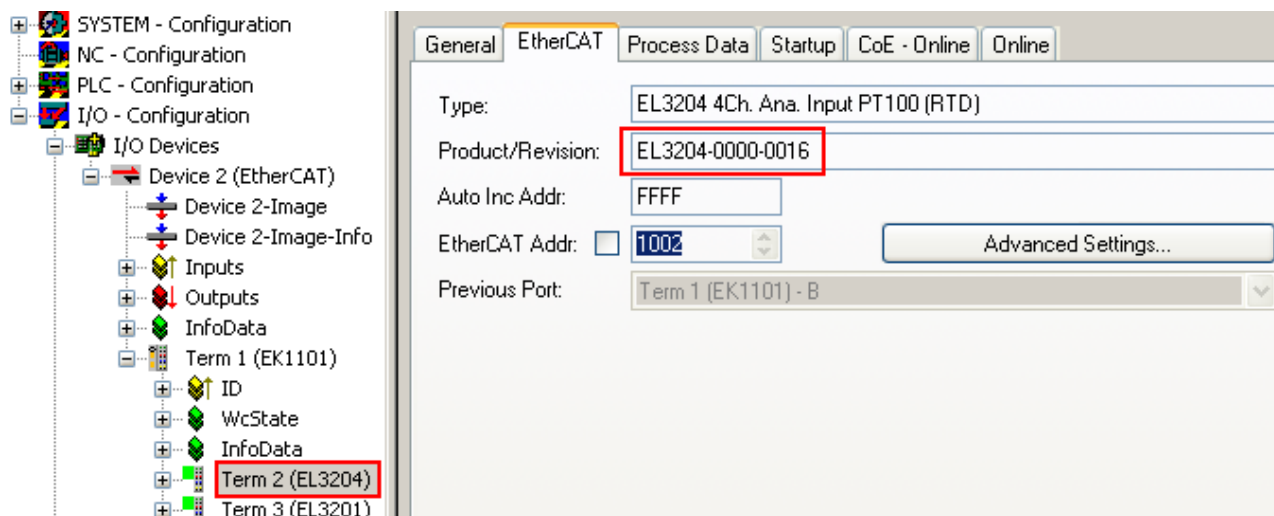 SYSTEM - Configuration
NC - Configuration
PLC - Configuration
I/O - Configuration
I/O Devices
Device 2 (EtherCAT)
Device 2-Image
Device 2-Image-Info
Inputs
Outputs
InfoData
Term 1 (EK1101)
ID
WcState
InfoData
Term 2 (EL3204)
Term 3 (EL3201)
General EtherCAT Process Data Startup CoE - Online Online
Type: EL3204 4Ch. Ana. Input PT100 (RTD)
Product/Revision: EL3204-0000-0016
Auto Inc Addr: FFFF
EtherCAT Addr: 1002 Advanced Settings...
Previous Port: Term 1 (EK1101) - B